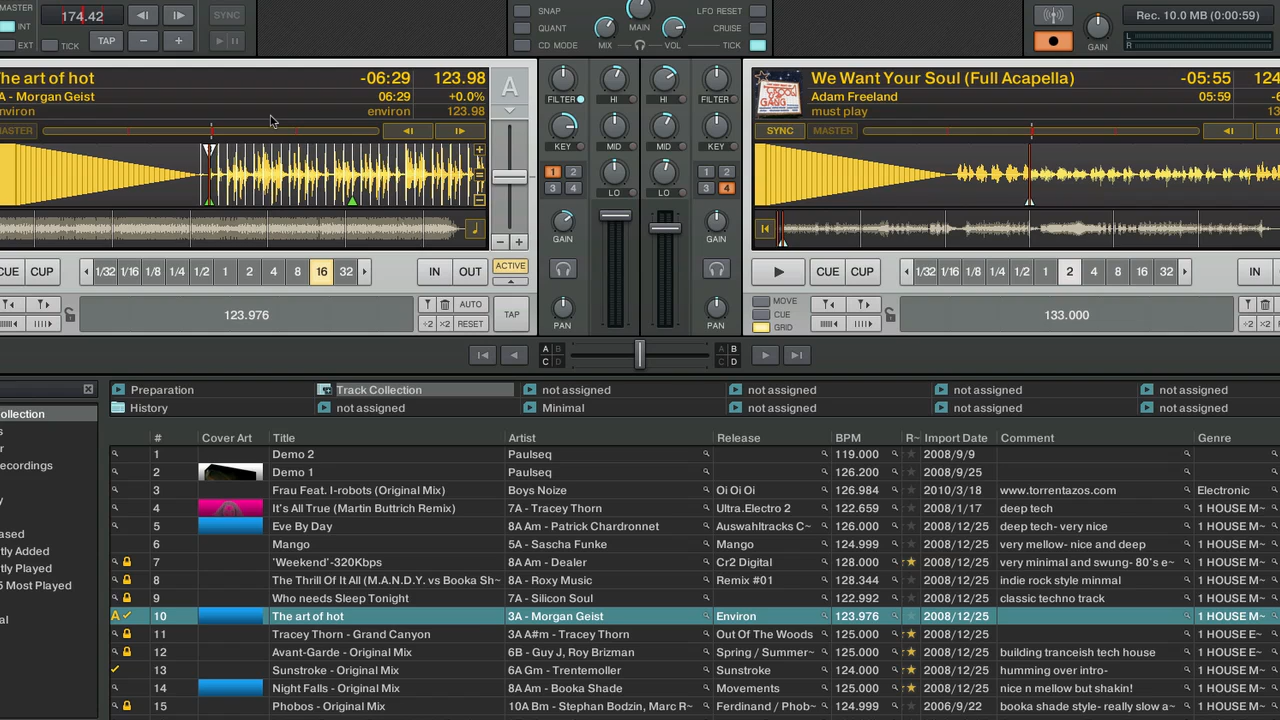 MASTER
174.42
INT
EXT
TICK
TAP
SYNC
SNAP
QUANT
CD MODE
MIX
MAIN
VOL
LFO RESET
CRUISE
TICK
GAIN
Rec. 10.0 MB (0:00:59)
L
R
he art of hot
-06:29
123.98
A - Morgan Geist
06:29
+0.0%
nviron
environ
123.98
MASTER
A
FILTER
HI
HI
FILTER
KEY
MID
MID
KEY
1 2
3 4
LO
LO
1 2
3 4
GAIN
GAIN
PAN
PAN
We Want Your Soul (Full Acapella)
-05:55
124
Adam Freeland
05:59
-6
must play
13
SYNC
MASTER
CUE CUP
1/32 1/16 1/8 1/4 1/2 1 2 4 8 16 32
IN OUT
ACTIVE
CUE CUP
1/32 1/16 1/8 1/4 1/2 1 2 4 8 16 32
IN
123.976
AUTO
÷2 ×2 RESET
TAP
MOVE
CUE
GRID
133.000
÷2
A B
C D
A B
C D
Preparation Track Collection not assigned not assigned not assigned not assigned
History not assigned Minimal not assigned not assigned not assigned
ollection
s
r
ecordings
y
ased
tly Added
tly Played
5 Most Played
al
# Cover Art Title Artist Release BPM R~ Import Date Comment Genre
1 Demo 2 Paulseq 119.000 2008/9/9
2 Demo 1 Paulseq 126.200 2008/9/25
3 Frau Feat. I-robots (Original Mix) Boys Noize Oi Oi Oi 126.984 2010/3/18 www.torrentazos.com Electronic
4 It's All True (Martin Buttrich Remix) 7A - Tracey Thorn Ultra.Electro 2 122.659 2008/1/17 deep tech 1 HOUSE M~
5 Eve By Day 8A Am - Patrick Chardronnet Auswahltracks C~ 126.000 2008/12/25 deep tech- very nice 1 HOUSE M~
6 Mango 5A - Sascha Funke Mango 124.999 2008/12/25 very mellow- nice and deep 1 HOUSE M~
7 'Weekend'-320Kbps 8A Am - Dealer Cr2 Digital 128.000 2008/12/25 very minimal and swung- 80's e~ 1 HOUSE M~
8 The Thrill Of It All (M.A.N.D.Y. vs Booka Sh~ 8A - Roxy Music Remix #01 128.344 2008/12/25 indie rock style minmal 1 HOUSE M~
9 Who needs Sleep Tonight 7A - Silicon Soul 122.992 2008/12/25 classic techno track 1 HOUSE M~
A 10 The art of hot 3A - Morgan Geist Environ 123.976 2008/12/25 1 HOUSE M~
11 Tracey Thorn - Grand Canyon 3A A#m - Tracey Thorn Out Of The Woods 125.000 2008/12/25 1 HOUSE E~
12 Avant-Garde - Original Mix 6B - Guy J, Roy Brizman Spring / Summer~ 125.000 2008/12/25 building tranceish tech house 1 HOUSE E~
13 Sunstroke - Original Mix 6A Gm - Trentemoller Sunstroke 124.000 2008/12/25 humming over intro- 1 HOUSE M~
14 Night Falls - Original Mix 8A Am - Booka Shade Movements 125.000 2008/12/25 nice n mellow but shakin! 1 HOUSE M~
15 Phobos - Original Mix 10A Bm - Stephan Bodzin, Marc R~ Ferdinand / Phob~ 124.999 2006/9/22 booka shade style- really slow a~ 1 HOUSE M~